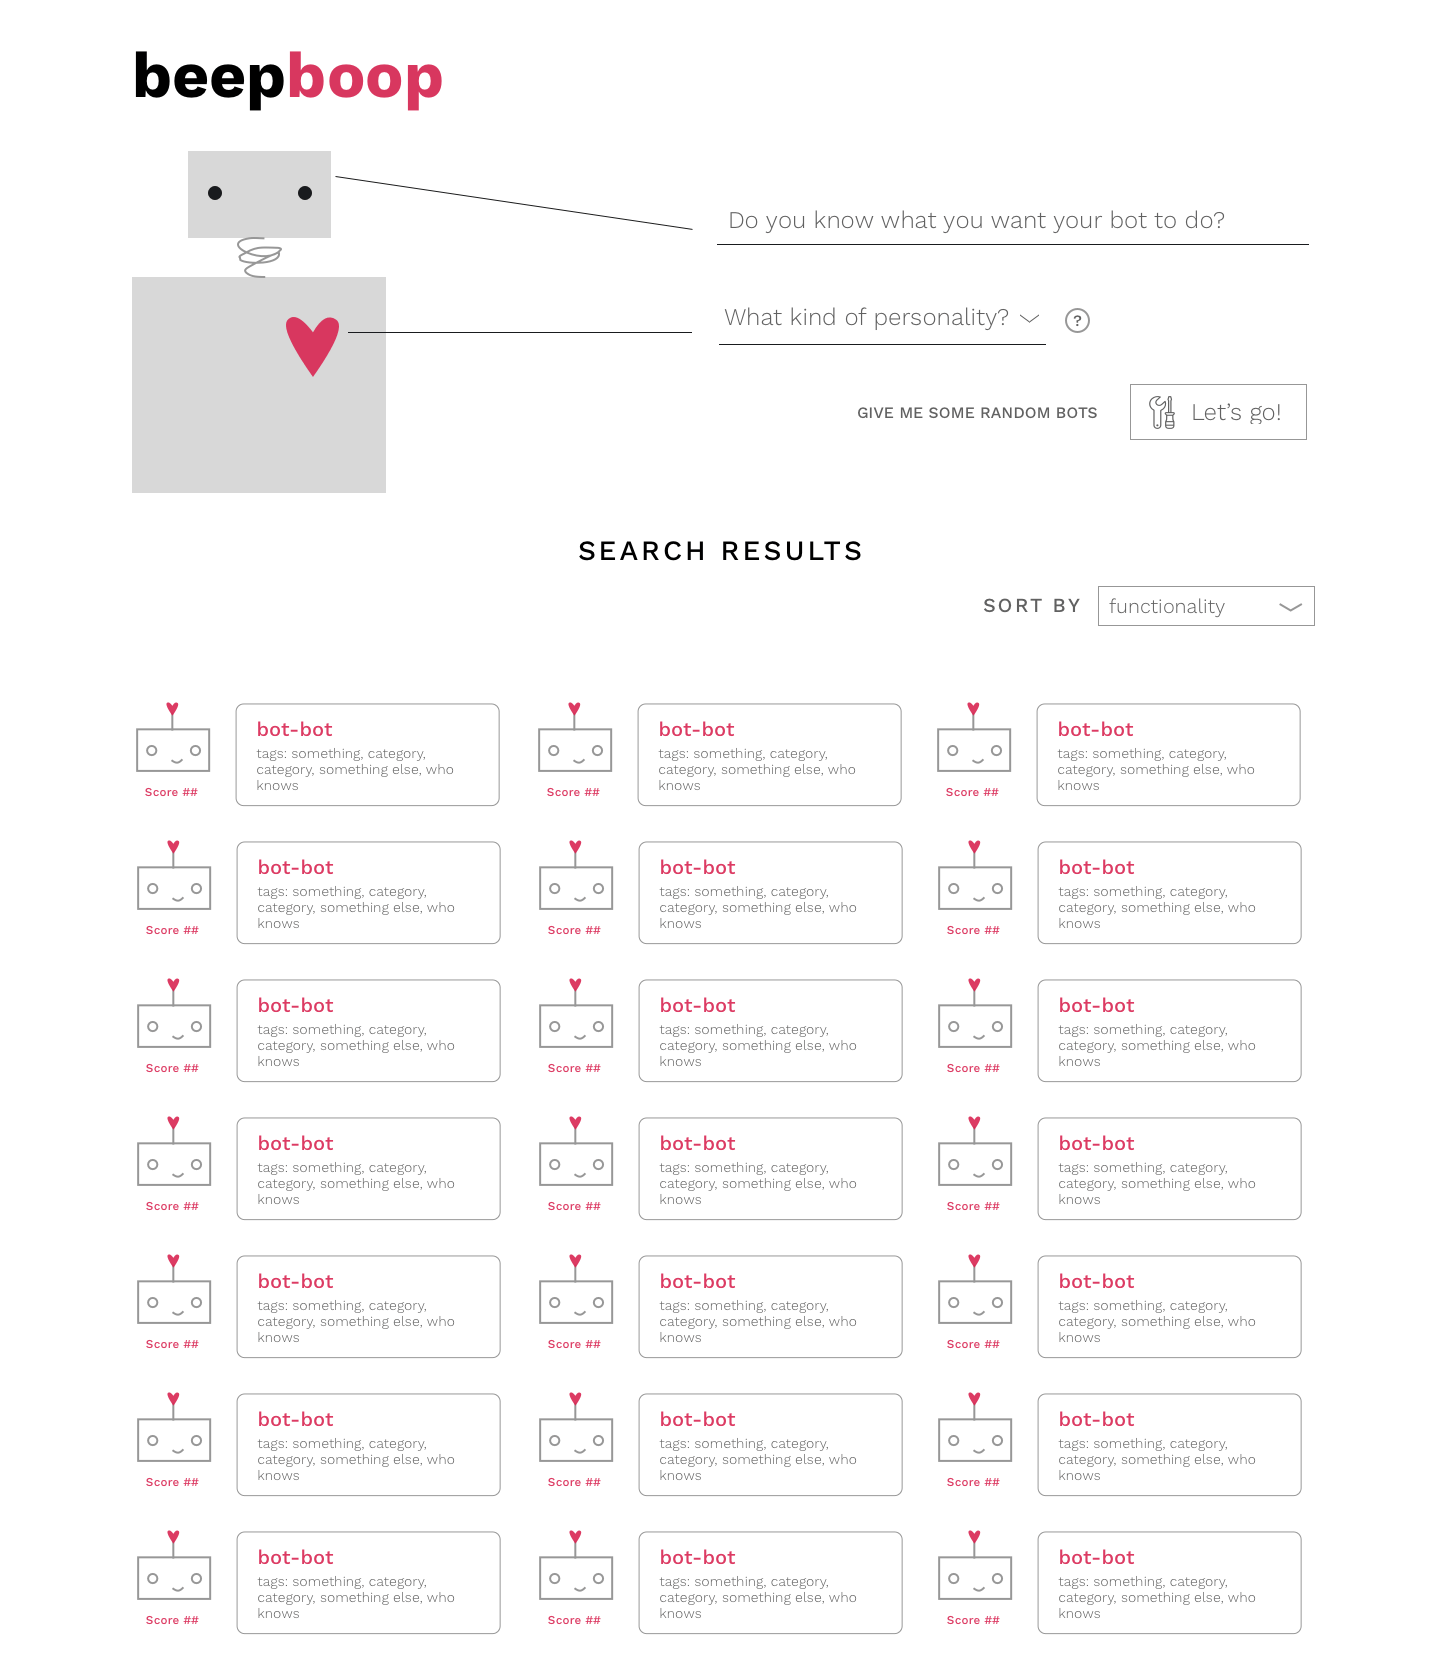 beepboop
Do you know what you want your bot to do?
What kind of personality?
?
GIVE ME SOME RANDOM BOTS
Let’s go!
SEARCH RESULTS
SORT BY
functionality
bot-bot
tags: something, category,
category, something else, who
knows
Score ##
bot-bot
tags: something, category,
category, something else, who
knows
Score ##
bot-bot
tags: something, category,
category, something else, who
knows
Score ##
bot-bot
tags: something, category,
category, something else, who
knows
Score ##
bot-bot
tags: something, category,
category, something else, who
knows
Score ##
bot-bot
tags: something, category,
category, something else, who
knows
Score ##
bot-bot
tags: something, category,
category, something else, who
knows
Score ##
bot-bot
tags: something, category,
category, something else, who
knows
Score ##
bot-bot
tags: something, category,
category, something else, who
knows
Score ##
bot-bot
tags: something, category,
category, something else, who
knows
Score ##
bot-bot
tags: something, category,
category, something else, who
knows
Score ##
bot-bot
tags: something, category,
category, something else, who
knows
Score ##
bot-bot
tags: something, category,
category, something else, who
knows
Score ##
bot-bot
tags: something, category,
category, something else, who
knows
Score ##
bot-bot
tags: something, category,
category, something else, who
knows
Score ##
bot-bot
tags: something, category,
category, something else, who
knows
Score ##
bot-bot
tags: something, category,
category, something else, who
knows
Score ##
bot-bot
tags: something, category,
category, something else, who
knows
Score ##
bot-bot
tags: something, category,
category, something else, who
knows
Score ##
bot-bot
tags: something, category,
category, something else, who
knows
Score ##
bot-bot
tags: something, category,
category, something else, who
knows
Score ##